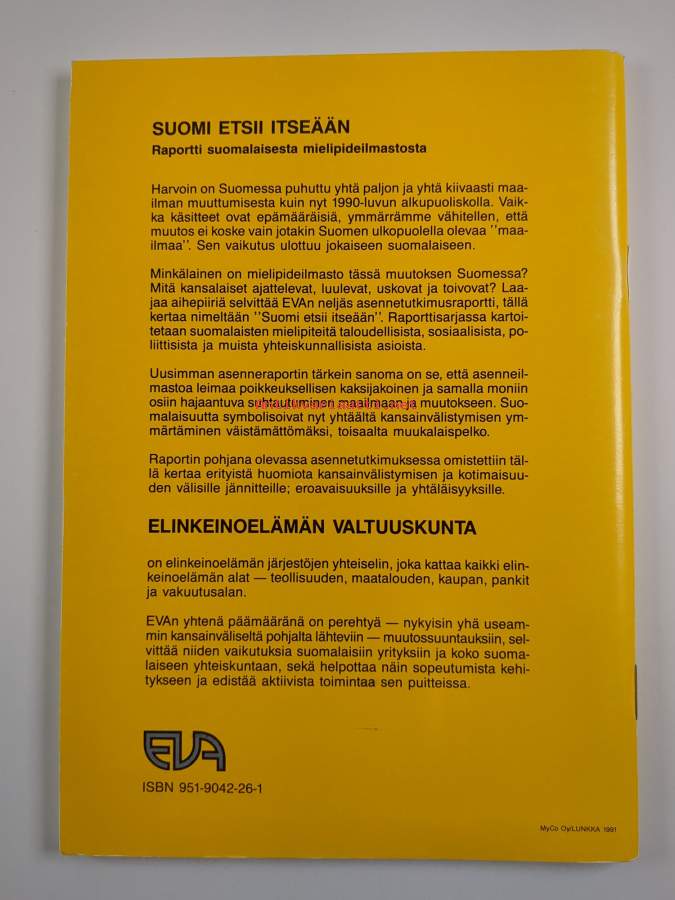 SUOMI ETSII ITSEÄÄN
Raportti suomalaisesta mielipideilmastosta
Harvoin on Suomessa puhuttu yhtä paljon ja yhtä kiivaasti maa-
ilman muuttumisesta kuin nyt 1990-luvun alkupuoliskolla. Vaik-
ka käsitteet ovat epämääräisiä, ymmärrämme vähitellen, että
muutos ei koske vain jotakin Suomen ulkopuolella olevaa ''maa-
ilmaa''. Sen vaikutus ulottuu jokaiseen suomalaiseen.
Minkälainen on mielipideilmasto tässä muutoksen Suomessa?
Mitä kansalaiset ajattelevat, luulevat, uskovat ja toivovat? Laa-
jaa aihepiiriä selvittää EVAn neljäs asennetutkimusraportti, tällä
kertaa nimeltään ''Suomi etsii itseään''. Raporttisarjassa kartoi-
tetaan suomalaisten mielipiteitä taloudellisista, sosiaalisista, po-
liittisista ja muista yhteiskunnallisista asioista.
Uusimman asenneraportin tärkein sanoma on se, että asenneil-
mastoa leimaa poikkeuksellisen kaksijakoinen ja samalla moniin
osiin hajaantuva suhtautuminen maailmaan ja muutokseen. Suo-
malaisuutta symbolisoivat nyt yhtäältä kansainvälistymisen ym-
märtäminen väistämättömäksi, toisaalta muukalaispelko.
Raportin pohjana olevassa asennetutkimuksessa omistettiin täl-
lä kertaa erityistä huomiota kansainvälistymisen ja kotimaisuu-
den välisille jännitteille; eroavaisuuksille ja yhtäläisyyksille.
ELINKEINOELÄMÄN VALTUUSKUNTA
on elinkeinoelämän järjestöjen yhteiselin, joka kattaa kaikki elin-
keinoelämän alat — teollisuuden, maatalouden, kaupan, pankit
ja vakuutusalan.
EVAn yhtenä päämääränä on perehtyä — nykyisin yhä useam-
min kansainväliseltä pohjalta lähteviin — muutossuuntauksiin, sel-
vittää niiden vaikutuksia suomalaisiin yrityksiin ja koko suoma-
laiseen yhteiskuntaan, sekä helpottaa näin sopeutumista kehi-
tykseen ja edistää aktiivista toimintaa sen puitteissa.
EVA
ISBN 951-9042-26-1
MyCo Oy/LUNKKA 1991